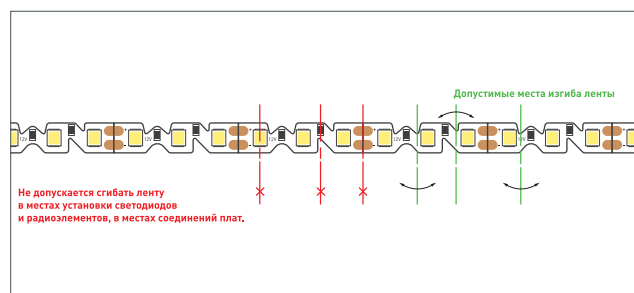 Допустимые места изгиба ленты
12V
+
12V
+
12V
+
12V
+
12V
+
Не допускается сгибать ленту
в местах установки светодиодов
и радиоэлементов, в местах соединений плат.